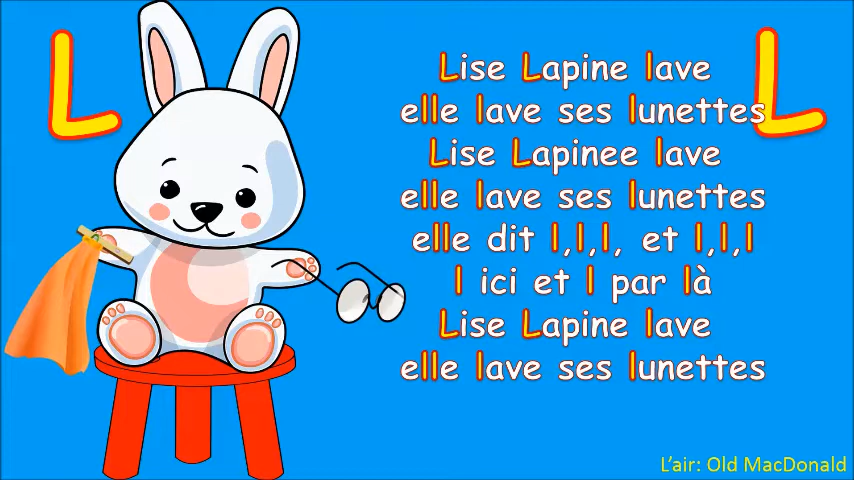 L
L
Lise Lapine lave
elle lave ses lunettes
Lise Lapinee lave
elle lave ses lunettes
elle dit l,l,l, et l,l,l
l ici et l par là
Lise Lapine lave
elle lave ses lunettes
L'air: Old MacDonald